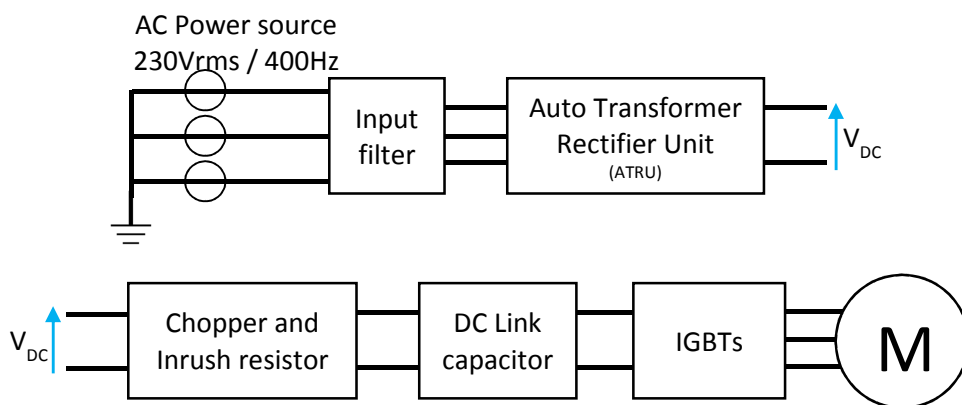 AC Power source
230Vrms / 400Hz
Input
filter
Auto Transformer
Rectifier Unit
(ATRU)
VDC
VDC
Chopper and
Inrush resistor
DC Link
capacitor
IGBTs
M